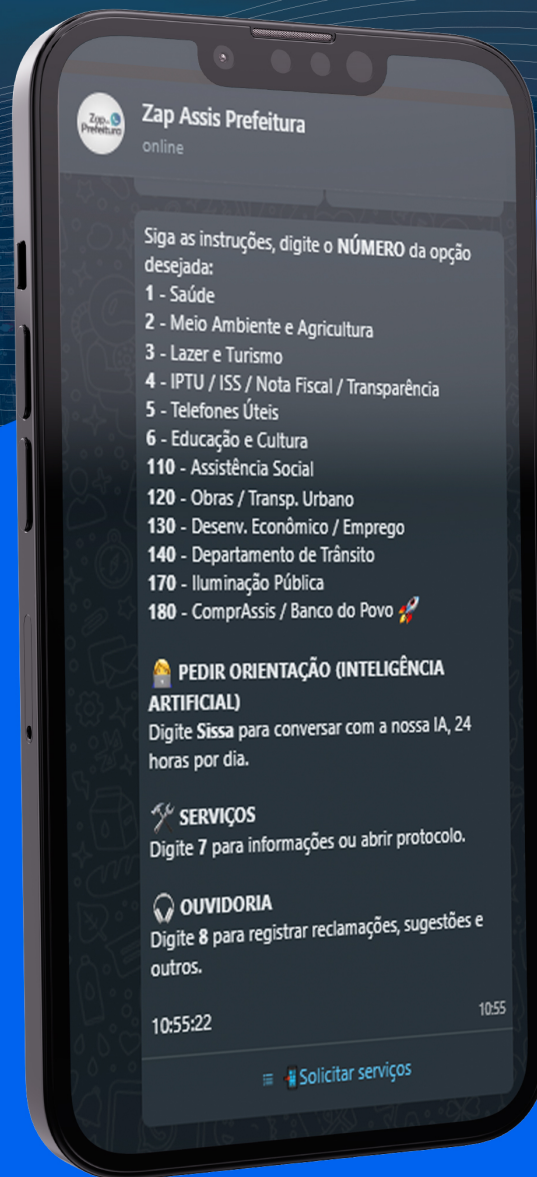 Zap da
Prefeitura
Zap Assis Prefeitura
online
Siga as instruções, digite o NÚMERO da opção
desejada:
1 - Saúde
2 - Meio Ambiente e Agricultura
3 - Lazer e Turismo
4 - IPTU / ISS / Nota Fiscal / Transparência
5 - Telefones Úteis
6 - Educação e Cultura
110 - Assistência Social
120 - Obras / Transp. Urbano
130 - Desenv. Econômico / Emprego
140 - Departamento de Trânsito
170 - Iluminação Pública
180 - ComprAssis / Banco do Povo 🚀
👩‍💻 PEDIR ORIENTAÇÃO (INTELIGÊNCIA
ARTIFICIAL)
Digite Sissa para conversar com a nossa IA, 24
horas por dia.
🛠 SERVIÇOS
Digite 7 para informações ou abrir protocolo.
🎧 OUVIDORIA
Digite 8 para registrar reclamações, sugestões e
outros.
10:55:22
10:55
📲Solicitar serviços